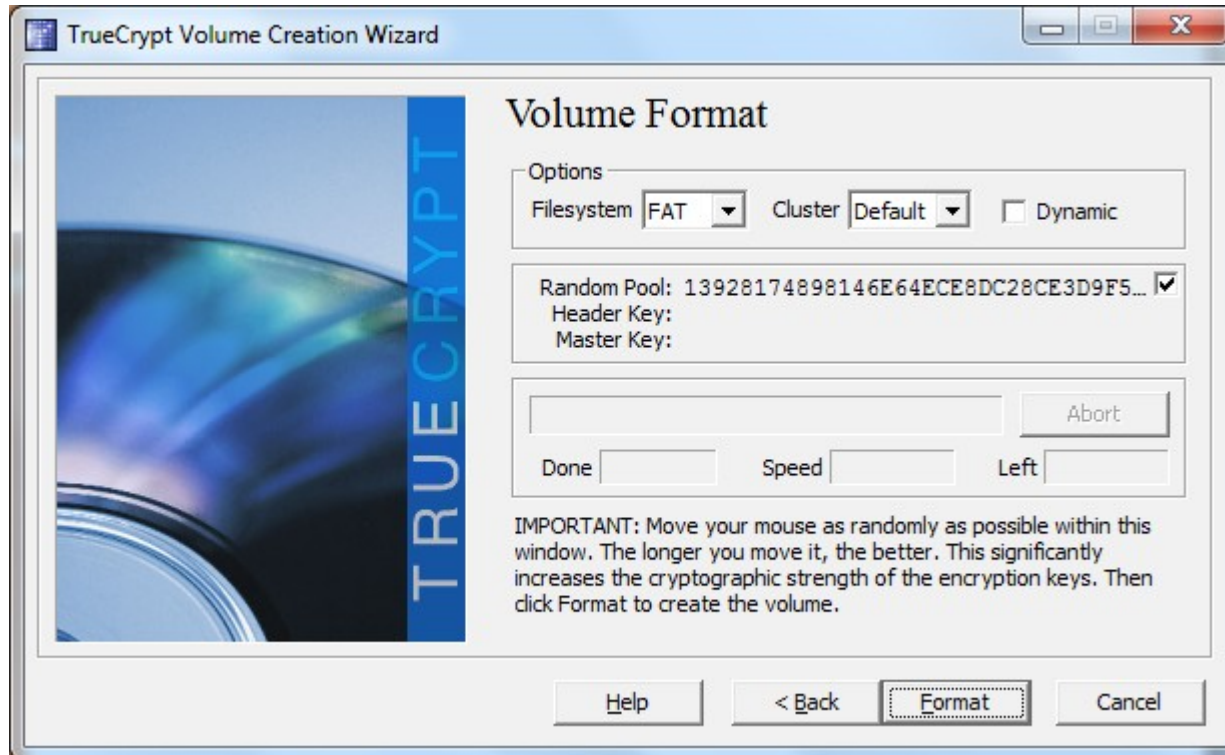 TrueCrypt Volume Creation Wizard
TRUECRYPT
Volume Format
Options
Filesystem FAT Cluster Default Dynamic
Random Pool: 13928174898146E64ECE8DC28CE3D9F5...
Header Key:
Master Key:
Abort
Done Speed Left
IMPORTANT: Move your mouse as randomly as possible within this
window. The longer you move it, the better. This significantly
increases the cryptographic strength of the encryption keys. Then
click Format to create the volume.
Help < Back Format Cancel